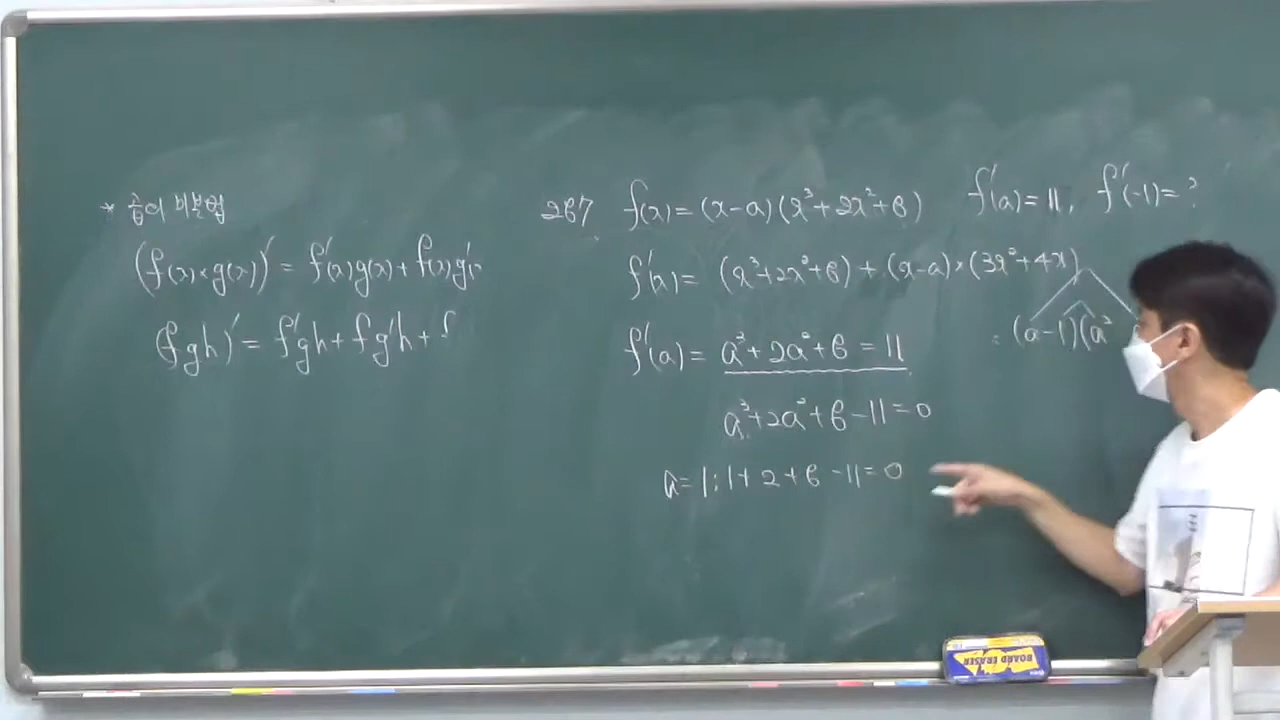 * 곱의 미분법
(f(x)×g(x))' = f'(x)g(x)+f(x)g'(
(fgh)' = f'gh+fg'h+f
267 f(x)=(x-a)(x³+2x²+6) f'(a)=11, f'(-1)=?
f'(x)= (x³+2x²+6)+(x-a)×(3x²+4x)
f'(a)= a³+2a²+6=11
= (a-1)(a²
a³+2a²+6-11=0
a=1;1+2+6-11=0
BOARD ERASER